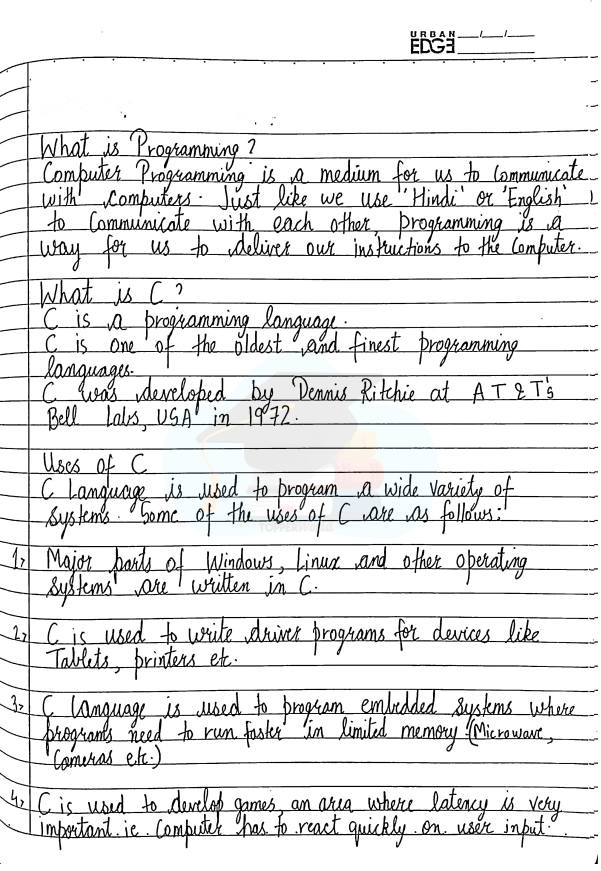 URBAN
EDGE
What is Programming?
Computer Programming is a medium for us to Communicate
with computers. Just like we use 'Hindi' or 'English'
to Communicate with each other, programming is a
way for us to deliver our instructions to the Computer.
What is C?
C is a programming language.
C is one of the oldest and finest programming
languages.
C was developed by Dennis Ritchie at AT&T's
Bell Labs, USA in 1972.
Uses of C
C Language is used to program a wide variety of
systems. Some of the uses of C are as follows:
1> Major parts of Windows, Linux and other operating
systems are written in C.
2> C is used to write driver programs for devices like
Tablets, printers etc.
3> C language is used to program embedded systems where
programs need to run faster in limited memory (Microwave,
Cameras etc.)
4> C is used to develop games, an area where latency is very
important. ie. Computer has to react quickly on user input.